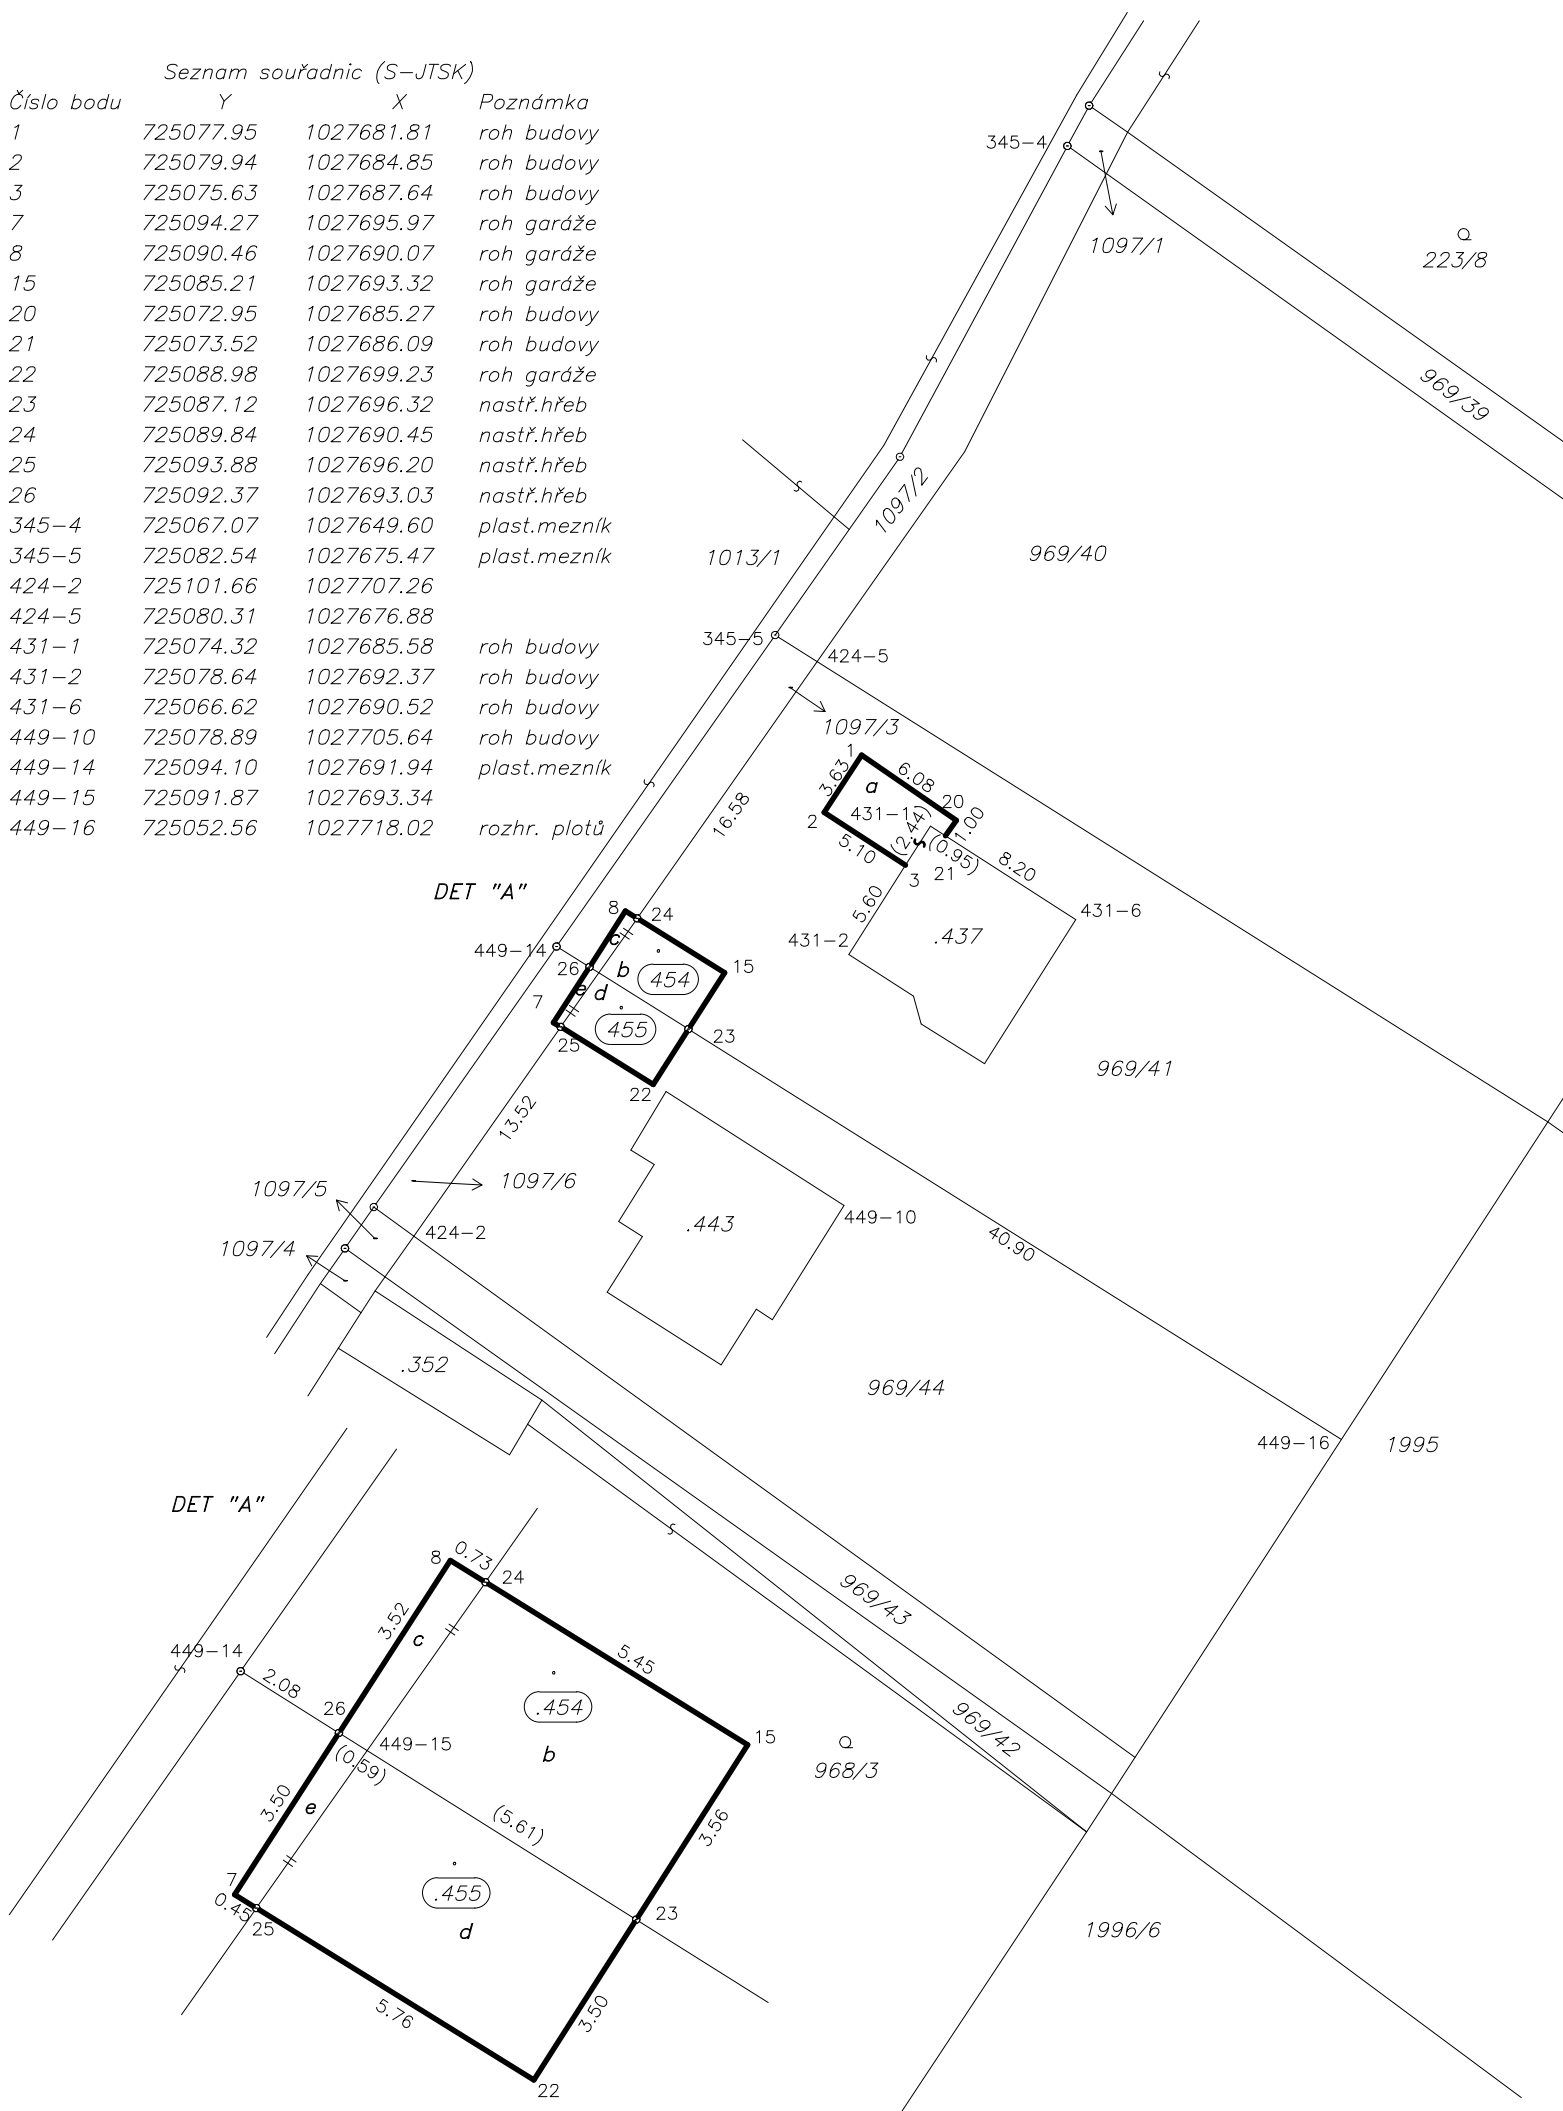 Seznam souřadnic (S-JTSK)
Číslo bodu Y X Poznámka
1 725077.95 1027681.81 roh budovy
2 725079.94 1027684.85 roh budovy
3 725075.63 1027687.64 roh budovy
7 725094.27 1027695.97 roh garáže
8 725090.46 1027690.07 roh garáže
15 725085.21 1027693.32 roh garáže
20 725072.95 1027685.27 roh budovy
21 725073.52 1027686.09 roh budovy
22 725088.98 1027699.23 roh garáže
23 725087.12 1027696.32 nastř.hřeb
24 725089.84 1027690.45 nastř.hřeb
25 725093.88 1027696.20 nastř.hřeb
26 725092.37 1027693.03 nastř.hřeb
345-4 725067.07 1027649.60 plast.mezník
345-5 725082.54 1027675.47 plast.mezník
424-2 725101.66 1027707.26
424-5 725080.31 1027676.88
431-1 725074.32 1027685.58 roh budovy
431-2 725078.64 1027692.37 roh budovy
431-6 725066.62 1027690.52 roh budovy
449-10 725078.89 1027705.64 roh budovy
449-14 725094.10 1027691.94 plast.mezník
449-15 725091.87 1027693.34
449-16 725052.56 1027718.02 rozhr. plotů
345-4
1097/1
223/8
969/39
1097/2
1013/1
969/40
345-5
424-5
1097/3
1
6.08
3.63
a
20
431-1
2
(2.44)
1.00
(0.95)
5.10
3
21
8.20
16.58
5.60
431-6
431-2
.437
DET "A"
8
24
c
449-14
26
b
454
15
7
e
d
455
25
23
22
969/41
13.52
1097/5
1097/6
.443
449-10
424-2
1097/4
40.90
.352
969/44
449-16
1995
DET "A"
8
0.73
24
3.52
c
5.45
449-14
2.08
26
.454
15
449-15
(0.59)
b
3.50
e
(5.61)
3.56
7
0.45
25
.455
23
d
5.76
3.50
22
969/43
969/42
968/3
1996/6